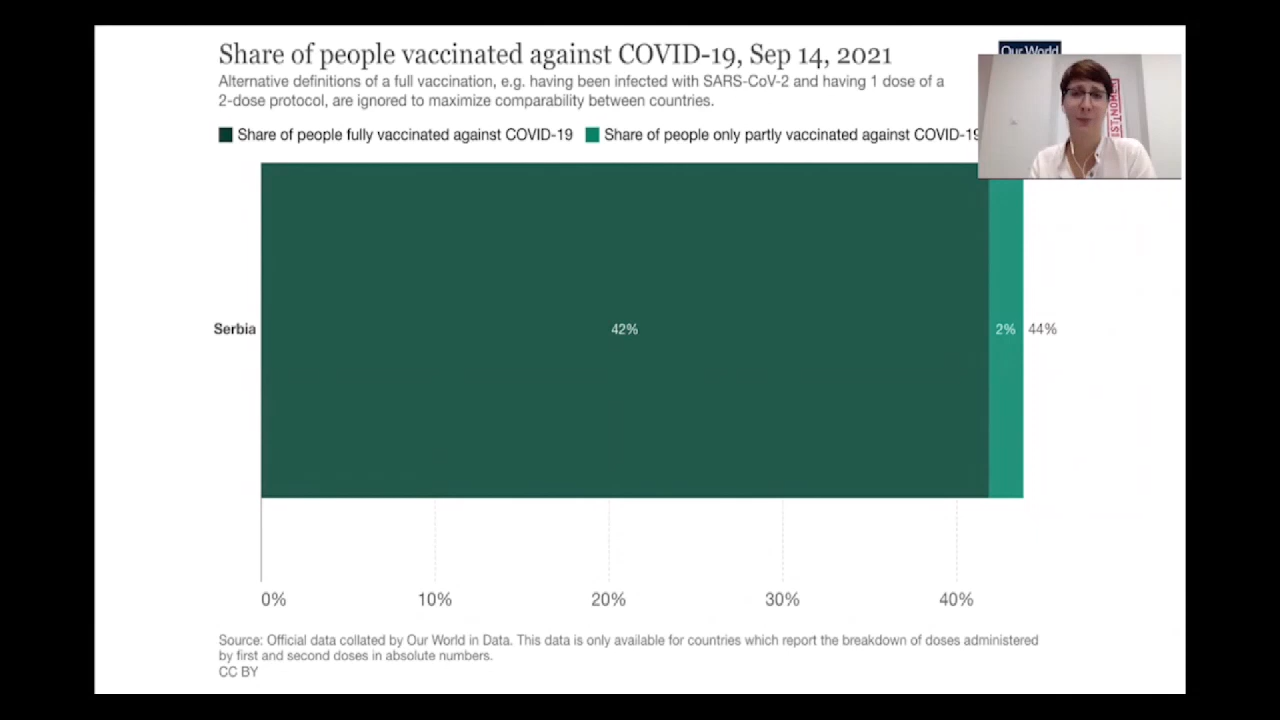 Share of people vaccinated against COVID-19, Sep 14, 2021
Our World
Alternative definitions of a full vaccination, e.g. having been infected with SARS-CoV-2 and having 1 dose of a
2-dose protocol, are ignored to maximize comparability between countries.
Share of people fully vaccinated against COVID-19
Share of people only partly vaccinated against COVID-19
Serbia
42%
2%
44%
0%
10%
20%
30%
40%
Source: Official data collated by Our World in Data. This data is only available for countries which report the breakdown of doses administered
by first and second doses in absolute numbers.
CC BY